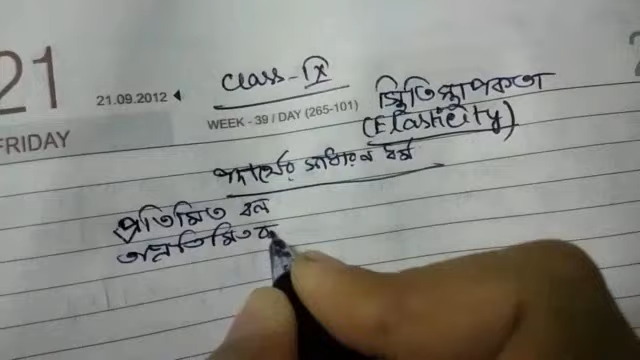 21
21.09.2012
FRIDAY
WEEK - 39 / DAY (265-101)
Class - IX
স্থিতিস্থাপকতা
(Elasticity)
পদার্থের সাধারন ধর্ম
প্রতিমিত বল
অপ্রতিমিত ব